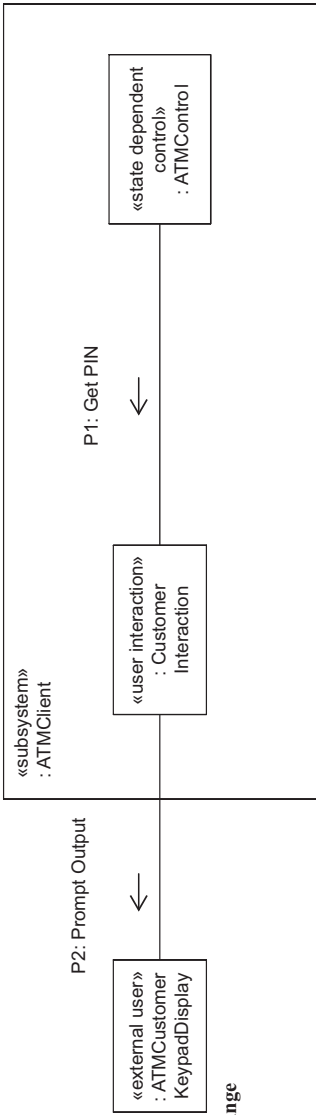 «subsystem»
: ATMClient
«external user»
: ATMCustomer
KeypadDisplay
P2: Prompt Output
«user interaction»
: Customer
Interaction
P1: Get PIN
«state dependent
control»
: ATMControl
nge